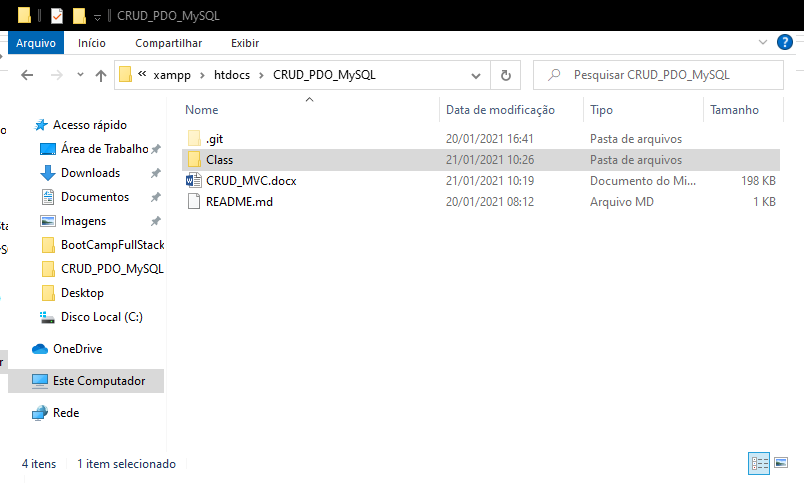 CRUD_PDO_MySQL
Arquivo Início Compartilhar Exibir
« xampp > htdocs > CRUD_PDO_MySQL Pesquisar CRUD_PDO_MySQL
Nome Data de modificação Tipo Tamanho
Acesso rápido
Área de Trabalho
Downloads
Documentos
Imagens
BootCampFullStack
CRUD_PDO_MySQL
Desktop
Disco Local (C:)
OneDrive
Este Computador
Rede
.git 20/01/2021 16:41 Pasta de arquivos
Class 21/01/2021 10:26 Pasta de arquivos
CRUD_MVC.docx 21/01/2021 10:19 Documento do Mi... 198 KB
README.md 20/01/2021 08:12 Arquivo MD 1 KB
4 itens 1 item selecionado